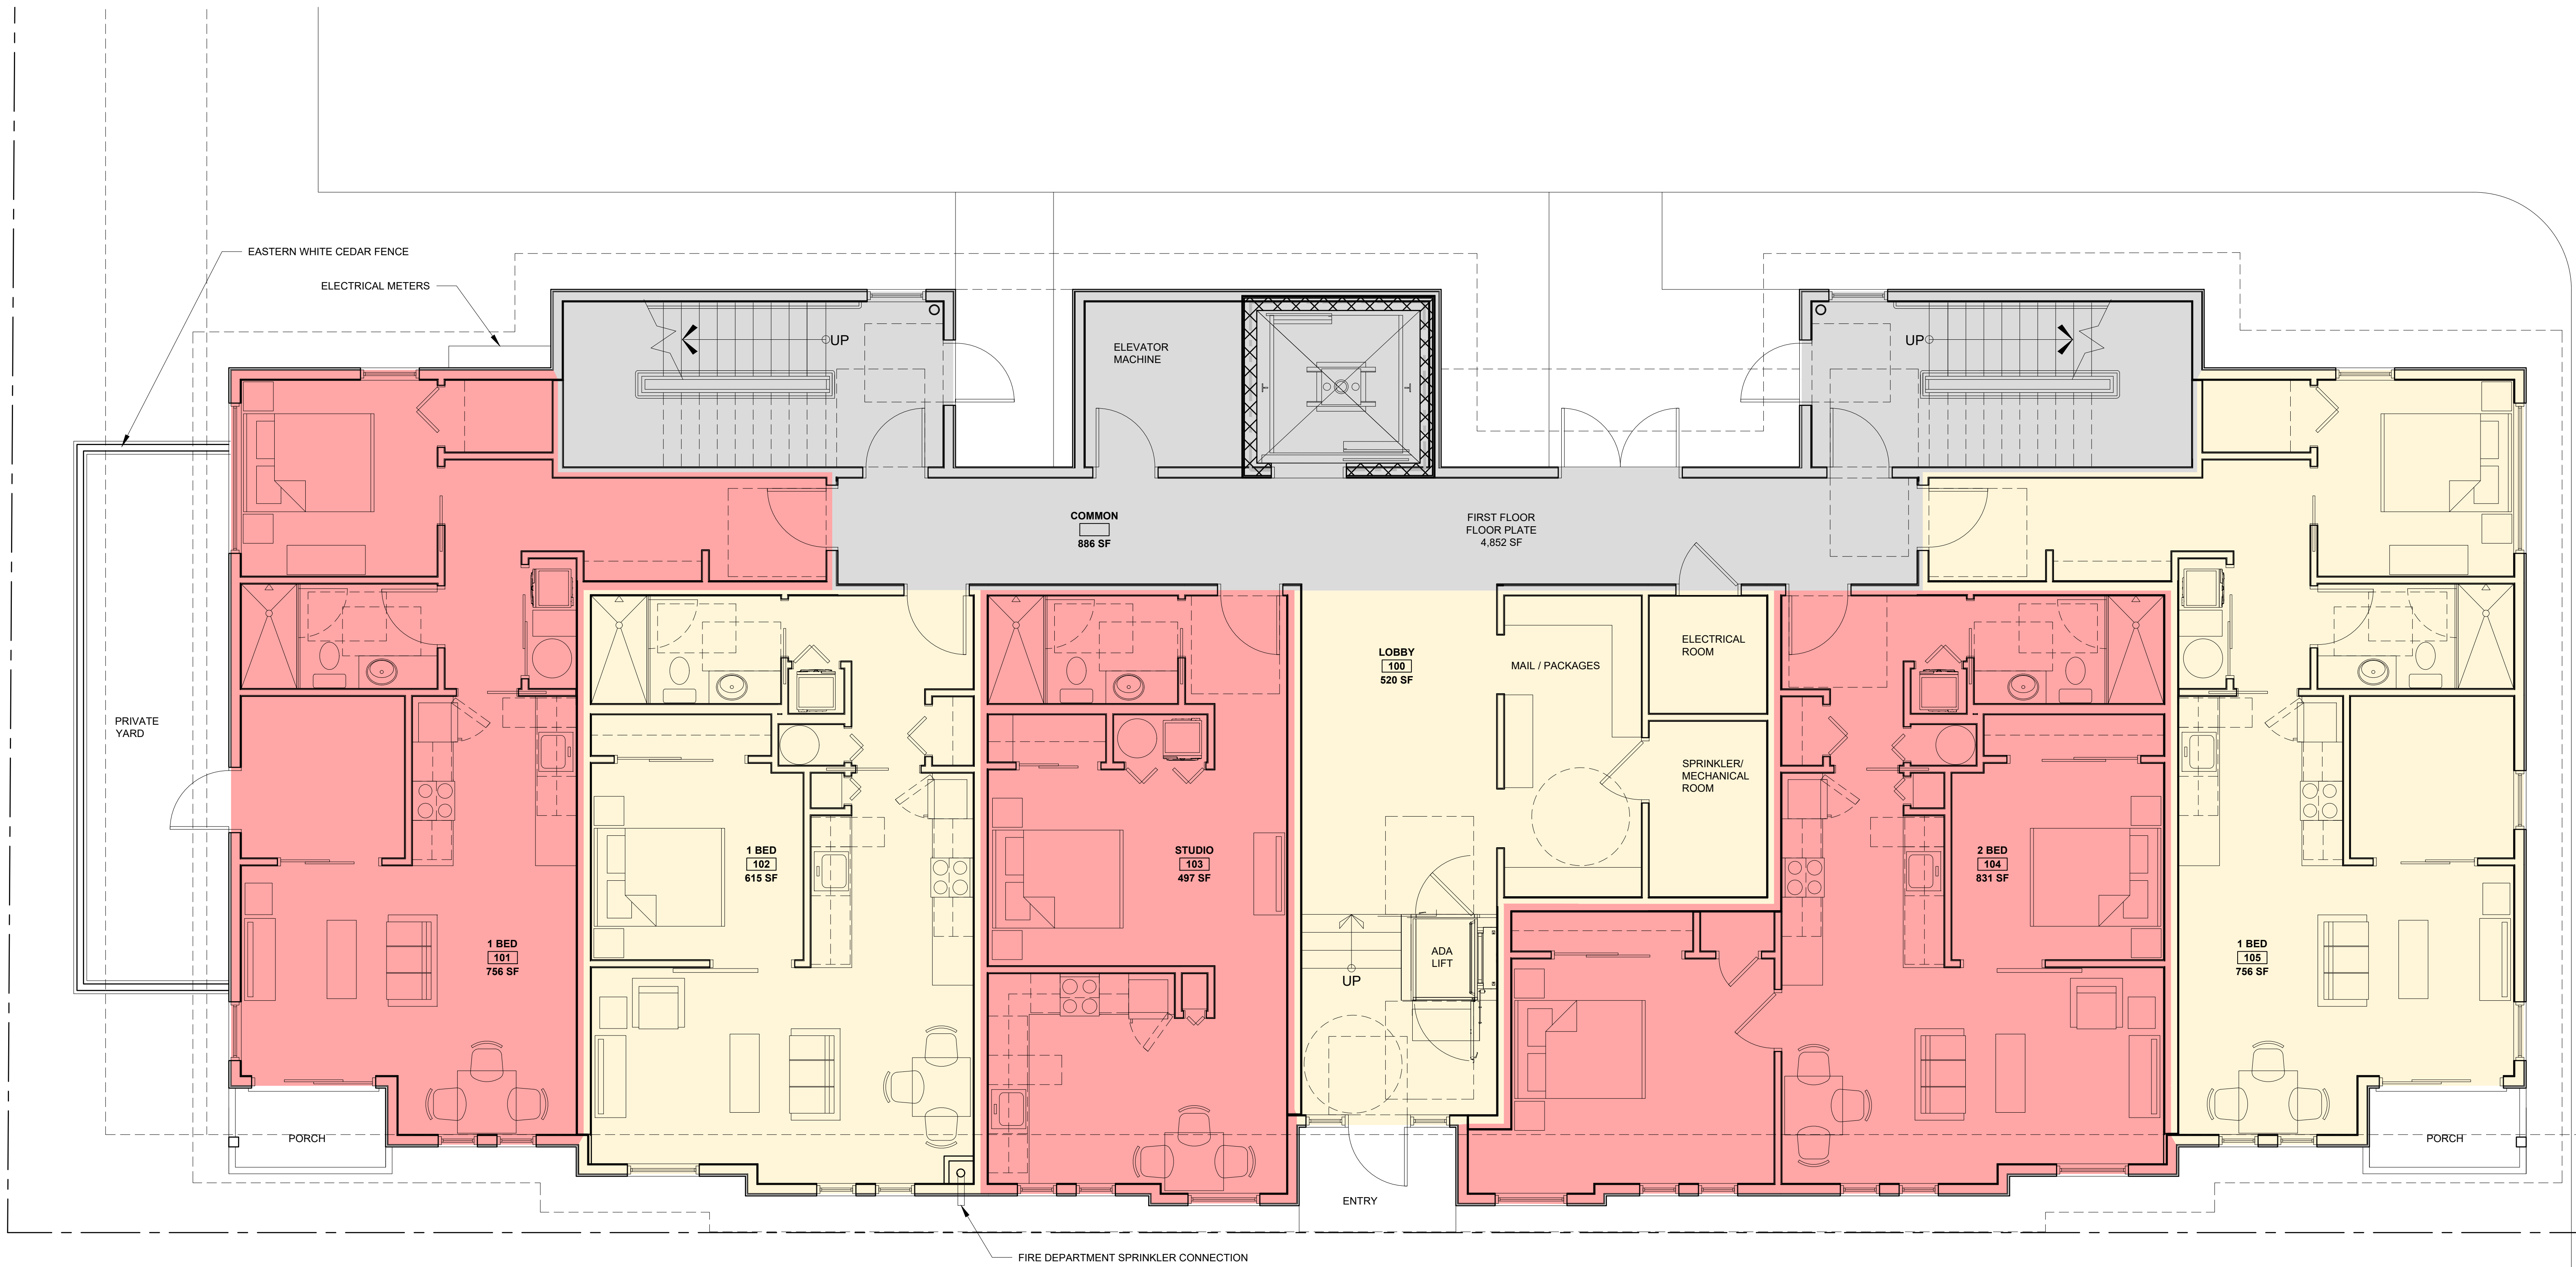 EASTERN WHITE CEDAR FENCE
ELECTRICAL METERS
UP
ELEVATOR
MACHINE
UP
COMMON
886 SF
FIRST FLOOR
FLOOR PLATE
4,852 SF
PRIVATE
YARD
LOBBY
100
520 SF
MAIL / PACKAGES
ELECTRICAL
ROOM
SPRINKLER/
MECHANICAL
ROOM
1 BED
101
756 SF
1 BED
102
615 SF
STUDIO
103
497 SF
2 BED
104
831 SF
1 BED
105
756 SF
ADA
LIFT
UP
PORCH
PORCH
ENTRY
FIRE DEPARTMENT SPRINKLER CONNECTION